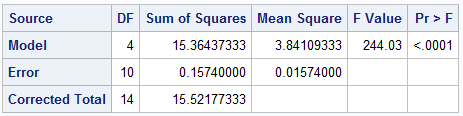 Source DF Sum of Squares Mean Square F Value Pr > F
Model 4 15.36437333 3.84109333 244.03 <.0001
Error 10 0.15740000 0.01574000
Corrected Total 14 15.52177333